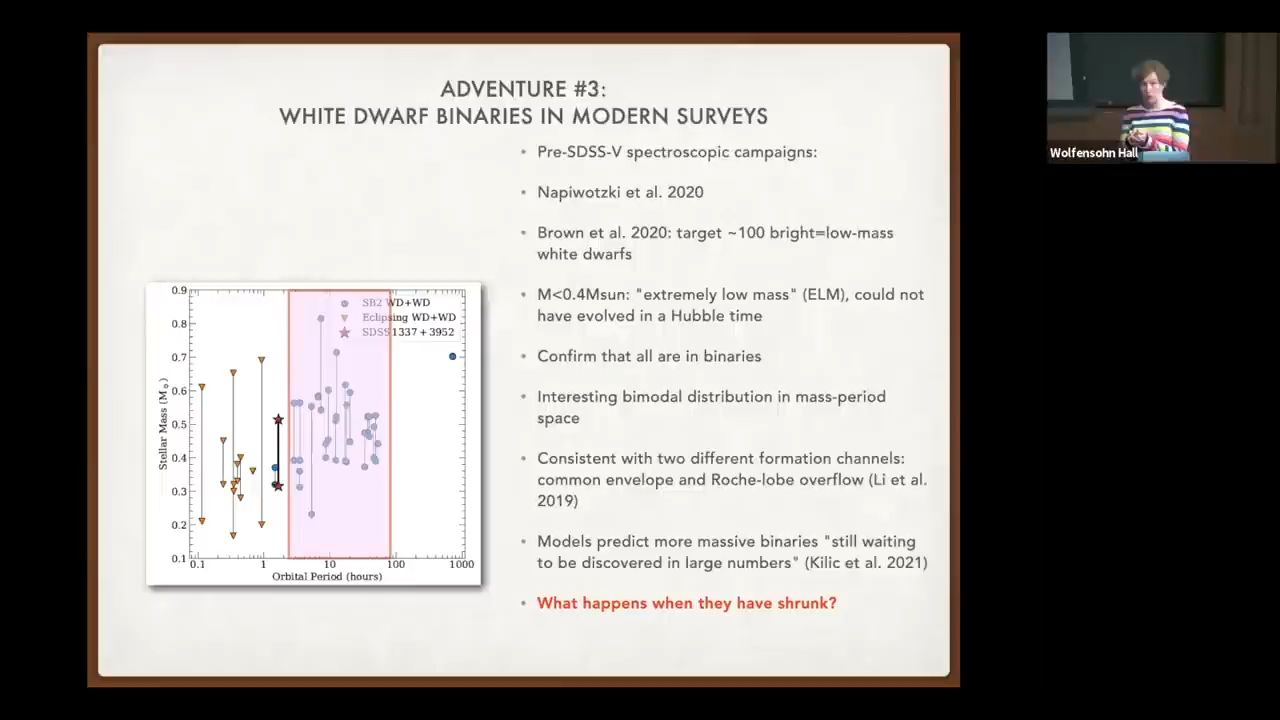 ADVENTURE #3:
WHITE DWARF BINARIES IN MODERN SURVEYS
• Pre-SDSS-V spectroscopic campaigns:
• Napiwotzki et al. 2020
• Brown et al. 2020: target ~100 bright=low-mass
white dwarfs
• M<0.4Msun: "extremely low mass" (ELM), could not
have evolved in a Hubble time
• Confirm that all are in binaries
• Interesting bimodal distribution in mass-period
space
• Consistent with two different formation channels:
common envelope and Roche-lobe overflow (Li et al.
2019)
• Models predict more massive binaries "still waiting
to be discovered in large numbers" (Kilic et al. 2021)
• What happens when they have shrunk?
SB2 WD+WD
Eclipsing WD+WD
SDSS 1337+3952
Stellar Mass (M⊙)
0.9
0.8
0.7
0.6
0.5
0.4
0.3
0.2
0.1
0.1 1 10 100 1000
Orbital Period (hours)
Wolfensohn Hall